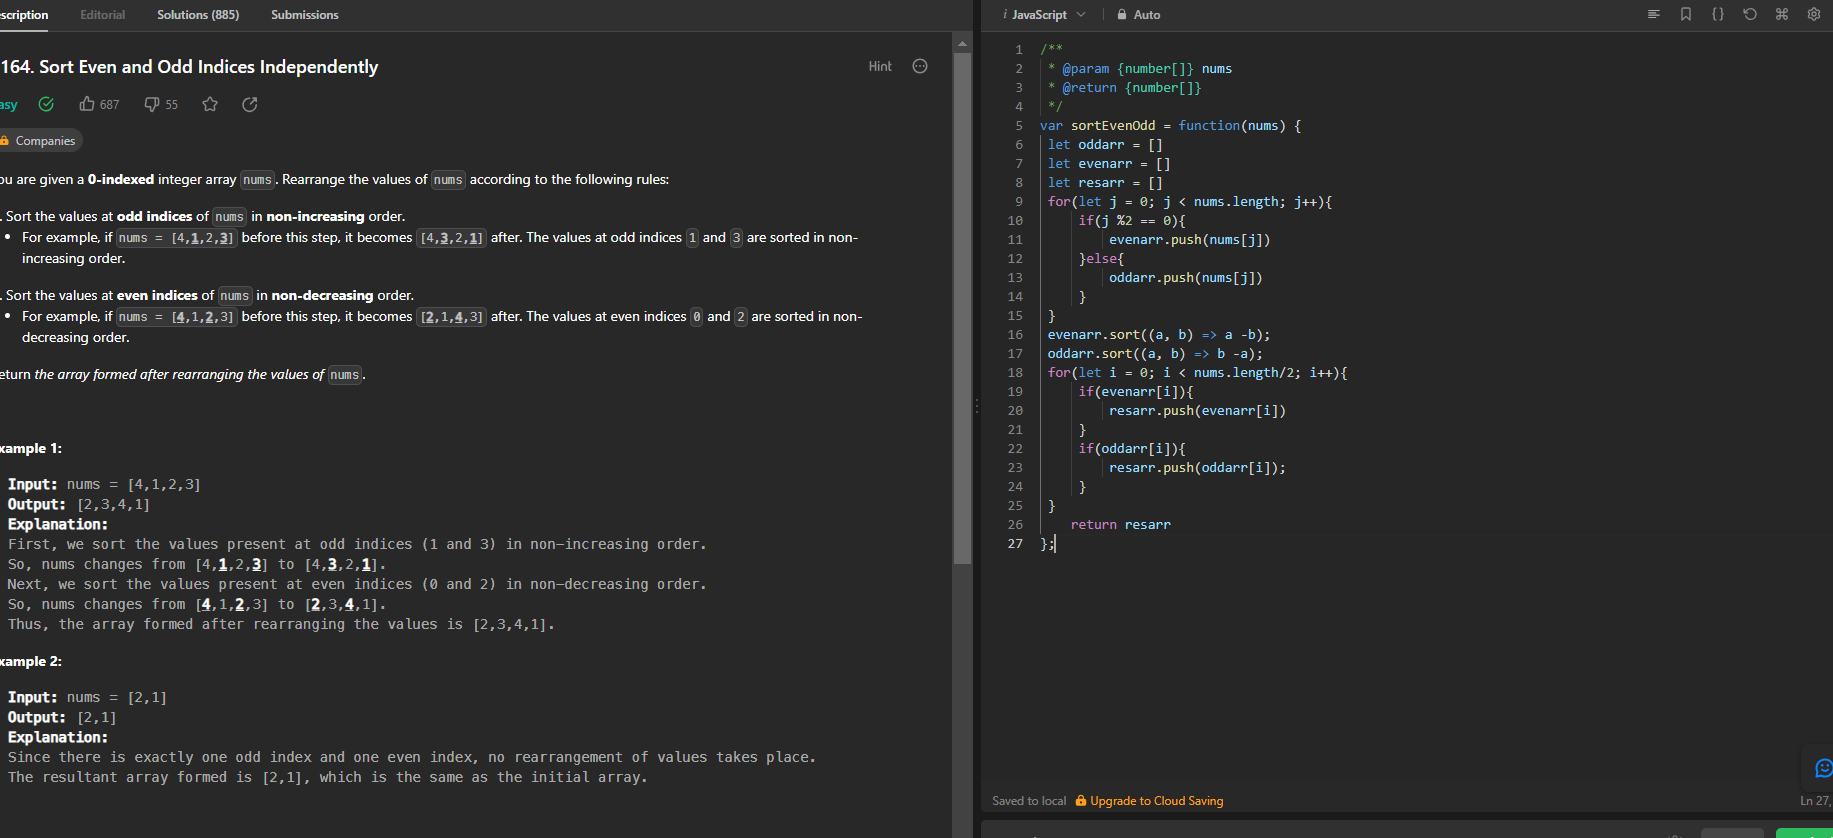 scription
Editorial
Solutions (885)
Submissions
164. Sort Even and Odd Indices Independently
Hint
asy
687
55
Companies
ou are given a 0-indexed integer array nums. Rearrange the values of nums according to the following rules:
. Sort the values at odd indices of nums in non-increasing order.
• For example, if nums = [4,1,2,3] before this step, it becomes [4,3,2,1] after. The values at odd indices 1 and 3 are sorted in non-
increasing order.
. Sort the values at even indices of nums in non-decreasing order.
• For example, if nums = [4,1,2,3] before this step, it becomes [2,1,4,3] after. The values at even indices 0 and 2 are sorted in non-
decreasing order.
eturn the array formed after rearranging the values of nums.
xample 1:
Input: nums = [4,1,2,3]
Output: [2,3,4,1]
Explanation:
First, we sort the values present at odd indices (1 and 3) in non-increasing order.
So, nums changes from [4,1,2,3] to [4,3,2,1].
Next, we sort the values present at even indices (0 and 2) in non-decreasing order.
So, nums changes from [4,1,2,3] to [2,3,4,1].
Thus, the array formed after rearranging the values is [2,3,4,1].
xample 2:
Input: nums = [2,1]
Output: [2,1]
Explanation:
Since there is exactly one odd index and one even index, no rearrangement of values takes place.
The resultant array formed is [2,1], which is the same as the initial array.
i JavaScript
Auto
1 /**
2 * @param {number[]} nums
3 * @return {number[]}
4 */
5 var sortEvenOdd = function(nums) {
6 let oddarr = []
7 let evenarr = []
8 let resarr = []
9 for(let j = 0; j < nums.length; j++){
10 if(j %2 == 0){
11 evenarr.push(nums[j])
12 }else{
13 oddarr.push(nums[j])
14 }
15 }
16 evenarr.sort((a, b) => a -b);
17 oddarr.sort((a, b) => b -a);
18 for(let i = 0; i < nums.length/2; i++){
19 if(evenarr[i]){
20 resarr.push(evenarr[i])
21 }
22 if(oddarr[i]){
23 resarr.push(oddarr[i]);
24 }
25 }
26 return resarr
27 };
Saved to local
Upgrade to Cloud Saving
Ln 27,